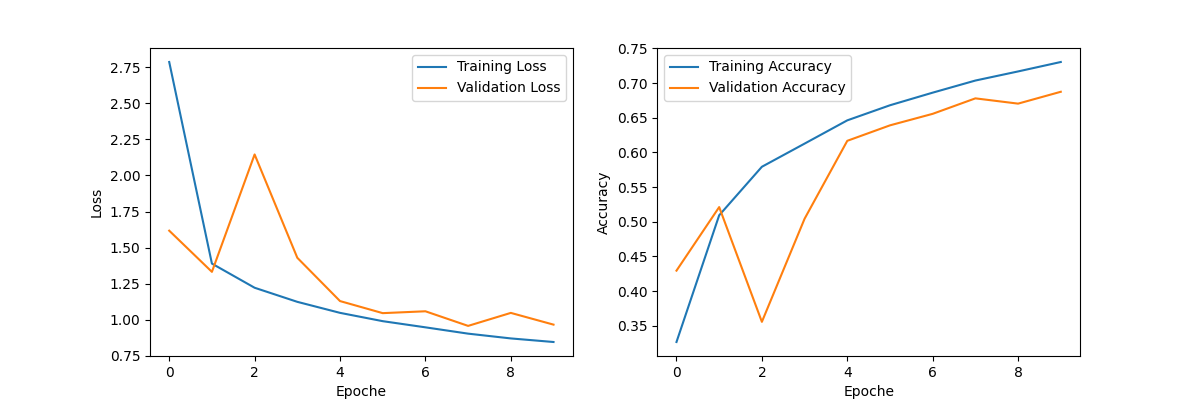 2.75
2.50
2.25
2.00
1.75
1.50
1.25
1.00
0.75
Loss
0 2 4 6 8
Epoche
Training Loss
Validation Loss
0.75
0.70
0.65
0.60
0.55
0.50
0.45
0.40
0.35
Accuracy
0 2 4 6 8
Epoche
Training Accuracy
Validation Accuracy